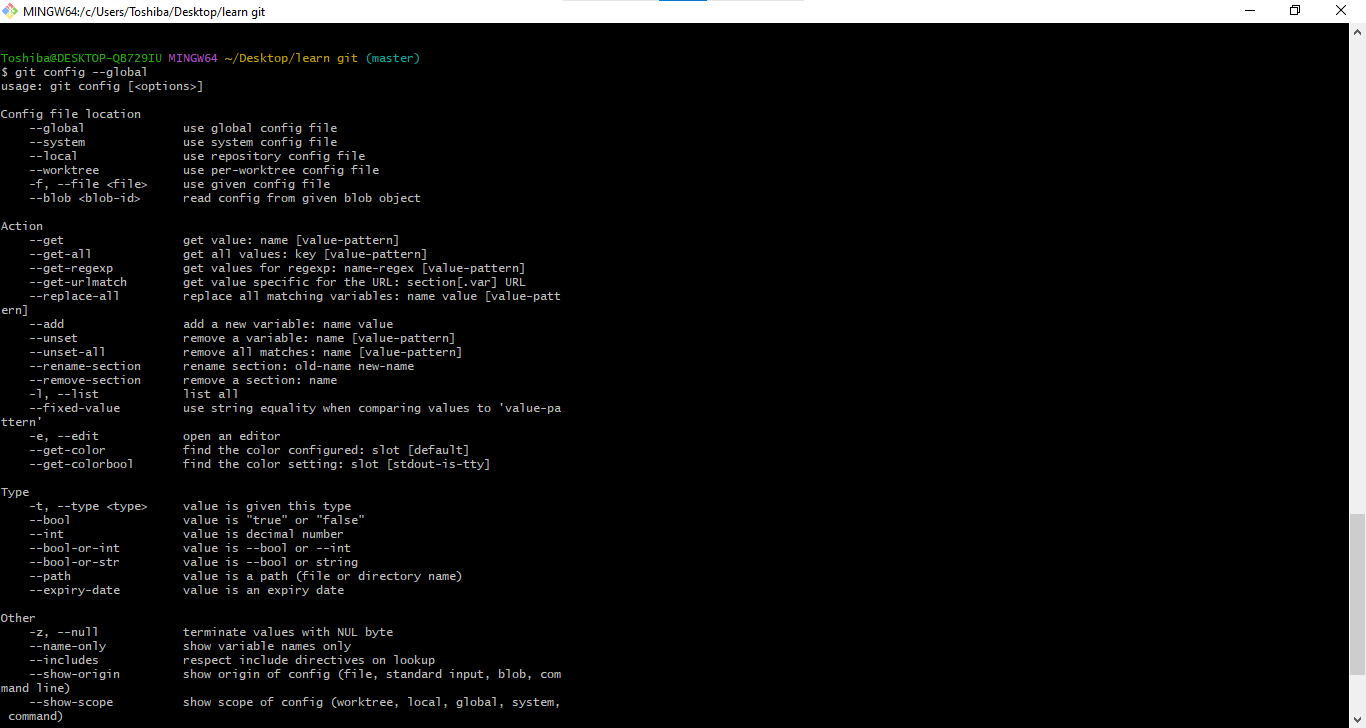 MINGW64:/c/Users/Toshiba/Desktop/learn git
Toshiba@DESKTOP-QB729IU MINGW64 ~/Desktop/learn git (master)
$ git config --global
usage: git config [<options>]
Config file location
    --global              use global config file
    --system              use system config file
    --local               use repository config file
    --worktree            use per-worktree config file
    -f, --file <file>     use given config file
    --blob <blob-id>      read config from given blob object
Action
    --get                 get value: name [value-pattern]
    --get-all             get all values: key [value-pattern]
    --get-regexp          get values for regexp: name-regex [value-pattern]
    --get-urlmatch        get value specific for the URL: section[.var] URL
    --replace-all         replace all matching variables: name value [value-patt
ern]
    --add                 add a new variable: name value
    --unset               remove a variable: name [value-pattern]
    --unset-all           remove all matches: name [value-pattern]
    --rename-section      rename section: old-name new-name
    --remove-section      remove a section: name
    -l, --list            list all
    --fixed-value         use string equality when comparing values to 'value-pa
ttern'
    -e, --edit            open an editor
    --get-color           find the color configured: slot [default]
    --get-colorbool       find the color setting: slot [stdout-is-tty]
Type
    -t, --type <type>     value is given this type
    --bool                value is "true" or "false"
    --int                 value is decimal number
    --bool-or-int         value is --bool or --int
    --bool-or-str         value is --bool or string
    --path                value is a path (file or directory name)
    --expiry-date         value is an expiry date
Other
    -z, --null            terminate values with NUL byte
    --name-only           show variable names only
    --includes            respect include directives on lookup
    --show-origin         show origin of config (file, standard input, blob, com
mand line)
    --show-scope          show scope of config (worktree, local, global, system,
 command)